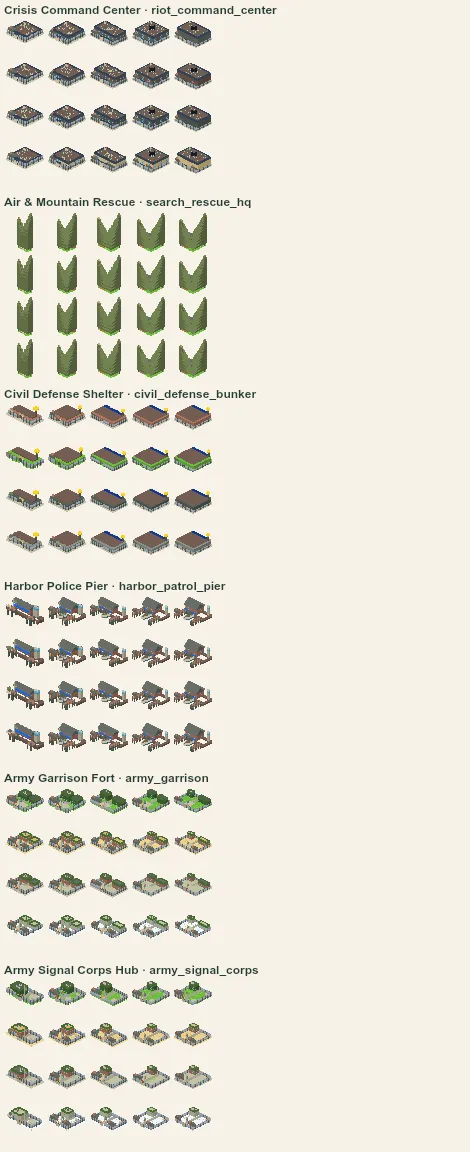 Crisis Command Center · riot_command_center
Air & Mountain Rescue · search_rescue_hq
Civil Defense Shelter · civil_defense_bunker
Harbor Police Pier · harbor_patrol_pier
Army Garrison Fort · army_garrison
Army Signal Corps Hub · army_signal_corps